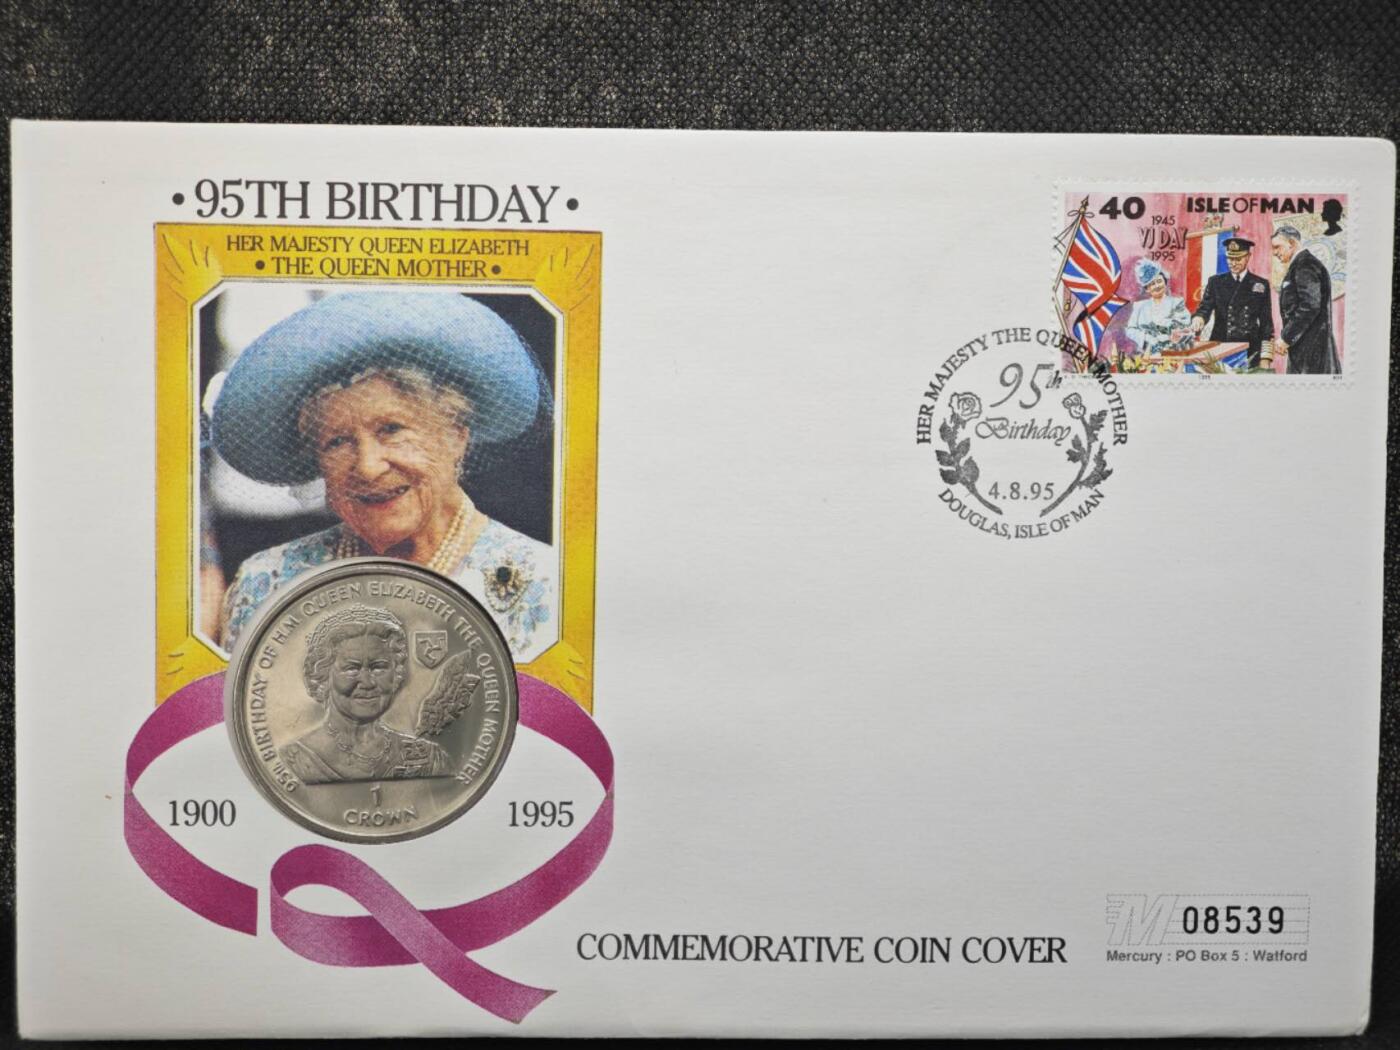 • 95TH BIRTHDAY •
HER MAJESTY QUEEN ELIZABETH
• THE QUEEN MOTHER •
95th BIRTHDAY OF H.M. QUEEN ELIZABETH THE QUEEN MOTHER
1
CROWN
1900
1995
40
ISLE OF MAN
1945
VJ DAY
1995
1995
HER MAJESTY THE QUEEN MOTHER
95th
Birthday
4.8.95
DOUGLAS, ISLE OF MAN
COMMEMORATIVE COIN COVER
M 08539
Mercury : PO Box 5 : Watford